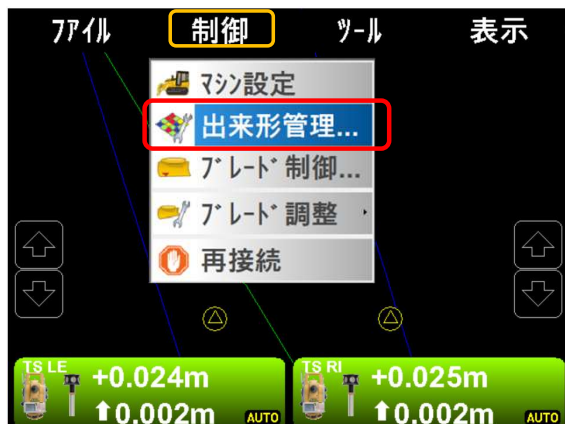 ﾌｧｲﾙ 制御 ﾂｰﾙ 表示
ﾏｼﾝ設定
出来形管理...
ﾌﾞﾚｰﾄﾞ制御...
ﾌﾞﾚｰﾄﾞ調整
再接続
TS LE +0.024m
0.002m AUTO
TS RI +0.025m
0.002m AUTO